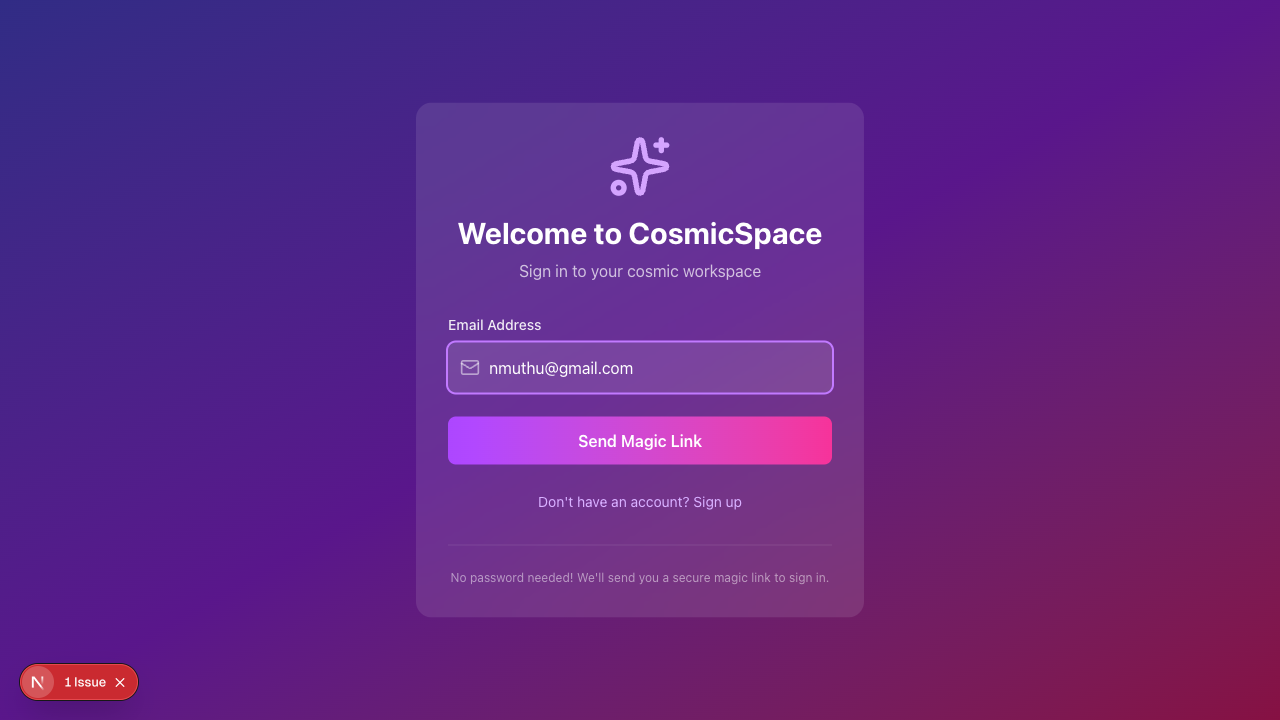 Welcome to CosmicSpace
Sign in to your cosmic workspace
Email Address
nmuthu@gmail.com
Send Magic Link
Don't have an account? Sign up
No password needed! We'll send you a secure magic link to sign in.
N
1 Issue